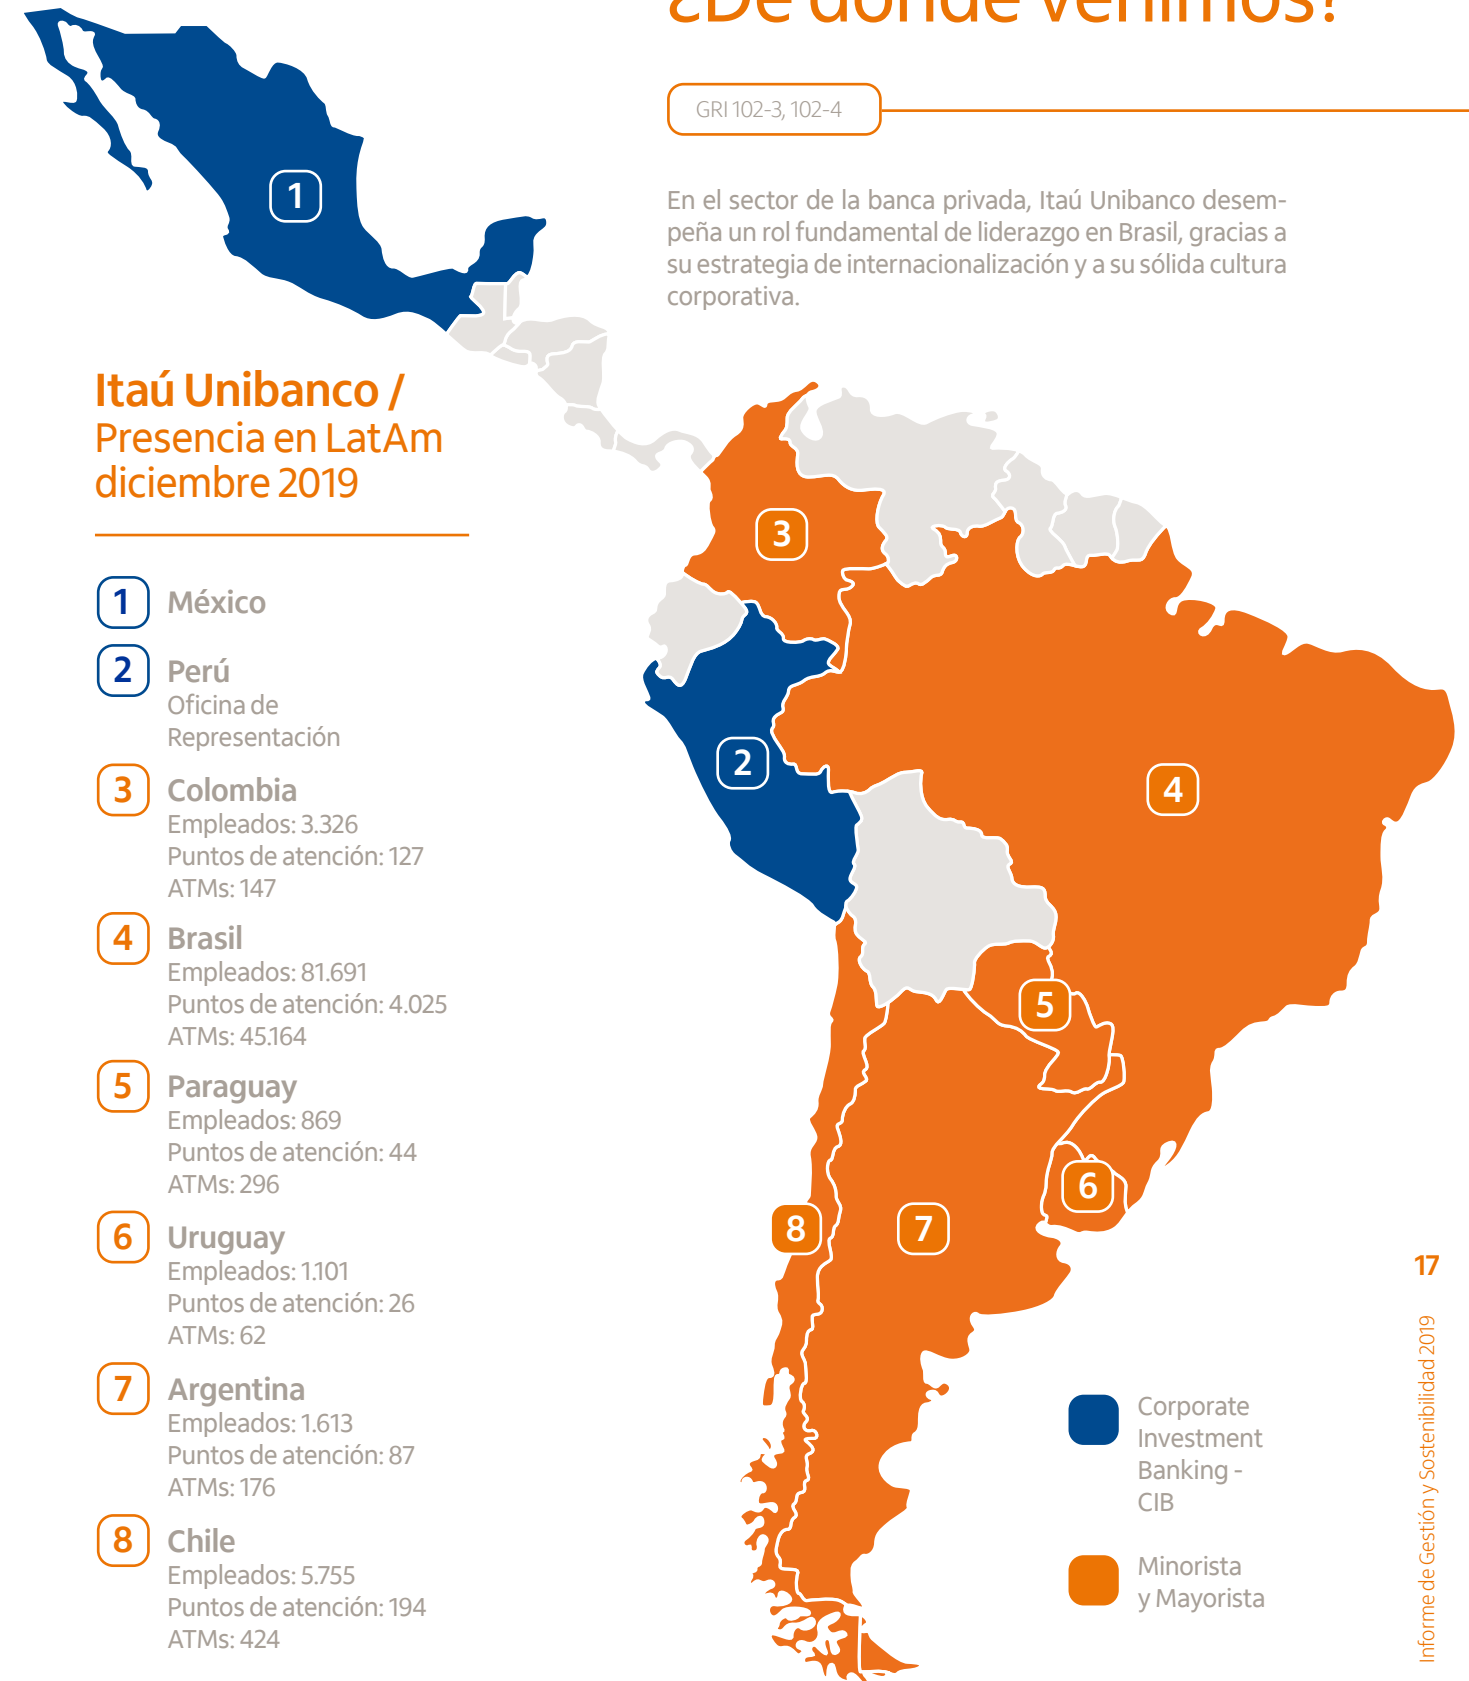 ¿De dónde venimos?
GRI 102-3, 102-4
En el sector de la banca privada, Itaú Unibanco desem-
peña un rol fundamental de liderazgo en Brasil, gracias a
su estrategia de internacionalización y a su sólida cultura
corporativa.
Itaú Unibanco /
Presencia en LatAm
diciembre 2019
1 México
2 Perú
Oficina de
Representación
3 Colombia
Empleados: 3.326
Puntos de atención: 127
ATMs: 147
4 Brasil
Empleados: 81.691
Puntos de atención: 4.025
ATMs: 45.164
5 Paraguay
Empleados: 869
Puntos de atención: 44
ATMs: 296
6 Uruguay
Empleados: 1.101
Puntos de atención: 26
ATMs: 62
7 Argentina
Empleados: 1.613
Puntos de atención: 87
ATMs: 176
8 Chile
Empleados: 5.755
Puntos de atención: 194
ATMs: 424
1
3
2
4
5
6
8
7
Corporate
Investment
Banking -
CIB
Minorista
y Mayorista
17
Informe de Gestión y Sostenibilidad 2019